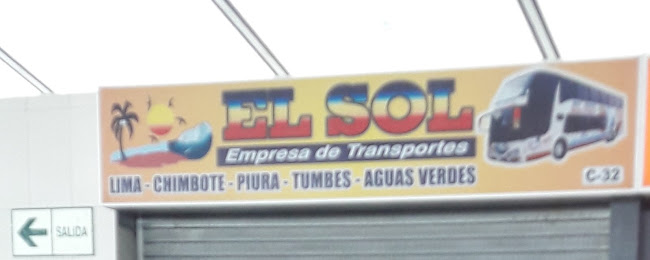 EL SOL
Empresa de Transportes
LIMA - CHIMBOTE - PIURA - TUMBES - AGUAS VERDES
C-32
SALIDA